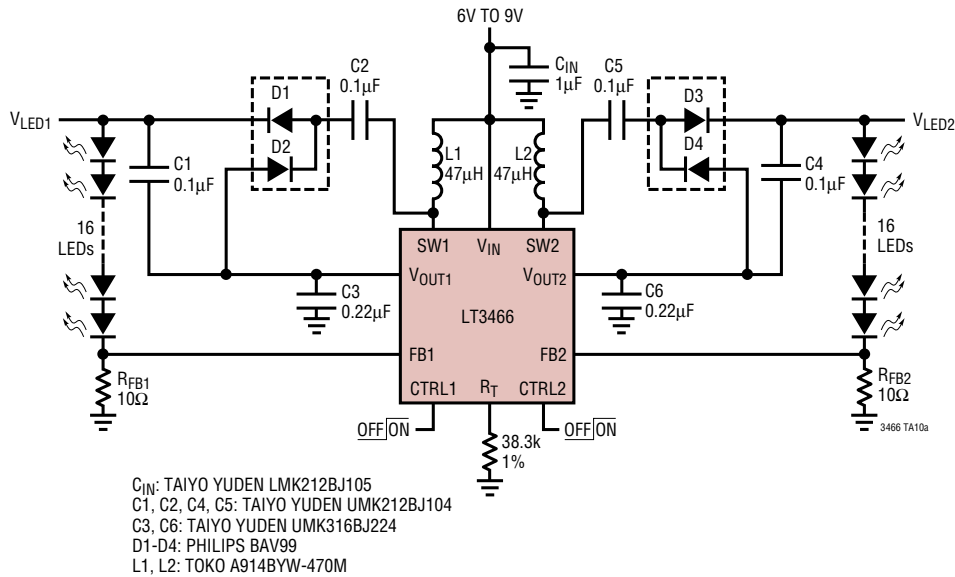 6V TO 9V
CIN
1µF
C2
0.1µF
C5
0.1µF
D1
D2
D3
D4
VLED1
VLED2
C1
0.1µF
L1
47µH
L2
47µH
C4
0.1µF
16
LEDs
16
LEDs
SW1
VIN
SW2
VOUT1
VOUT2
C3
0.22µF
C6
0.22µF
LT3466
FB1
FB2
RFB1
10Ω
CTRL1
RT
CTRL2
RFB2
10Ω
OFF ON
OFF ON
38.3k
1%
3466 TA10a
CIN: TAIYO YUDEN LMK212BJ105
C1, C2, C4, C5: TAIYO YUDEN UMK212BJ104
C3, C6: TAIYO YUDEN UMK316BJ224
D1-D4: PHILIPS BAV99
L1, L2: TOKO A914BYW-470M